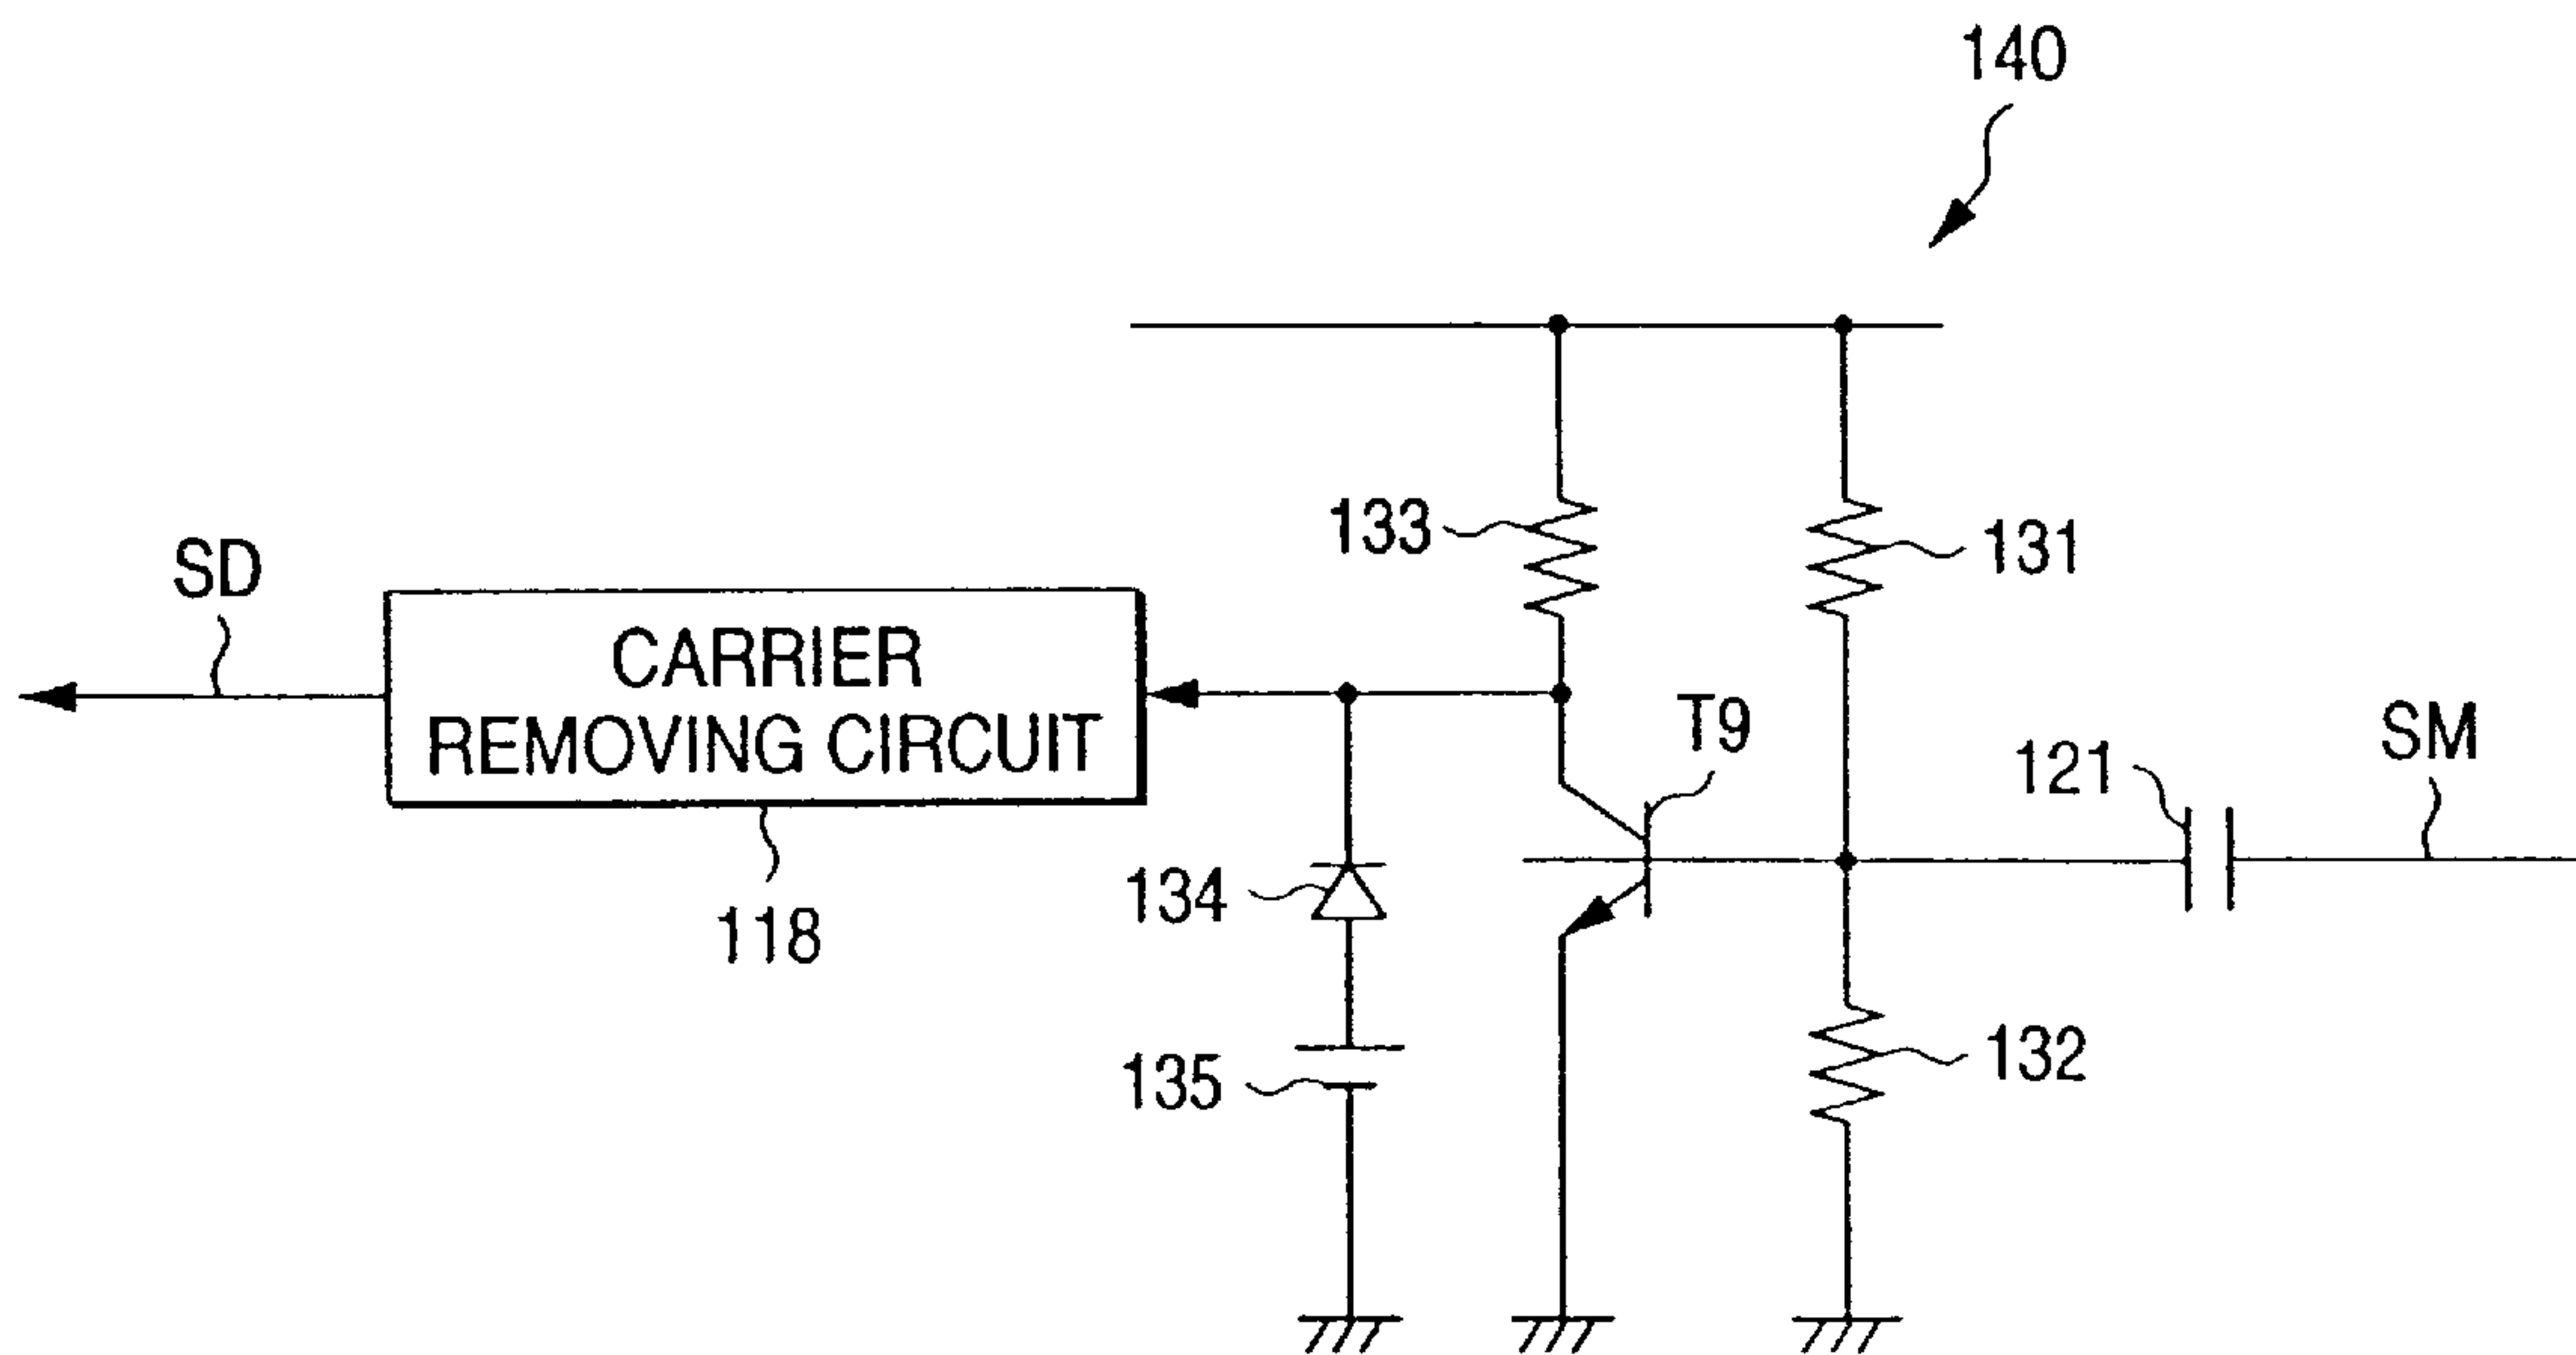 140
133
131
SD
CARRIER
REMOVING CIRCUIT
T9
SM
121
134
118
135
132